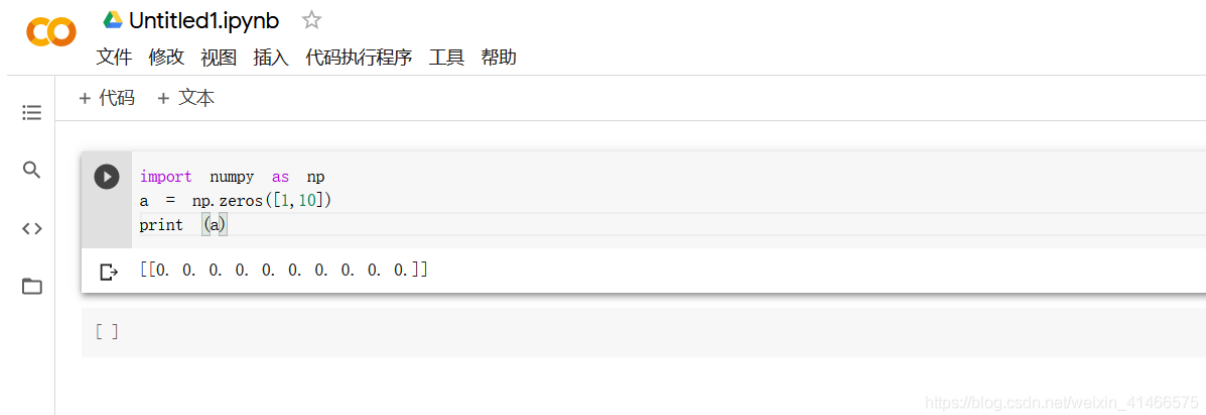 Untitled1.ipynb
文件 修改 视图 插入 代码执行程序 工具 帮助
+ 代码 + 文本
import numpy as np
a = np.zeros([1,10])
print (a)
[[0. 0. 0. 0. 0. 0. 0. 0. 0. 0.]]
[ ]
https://blog.csdn.net/weixin_41466575